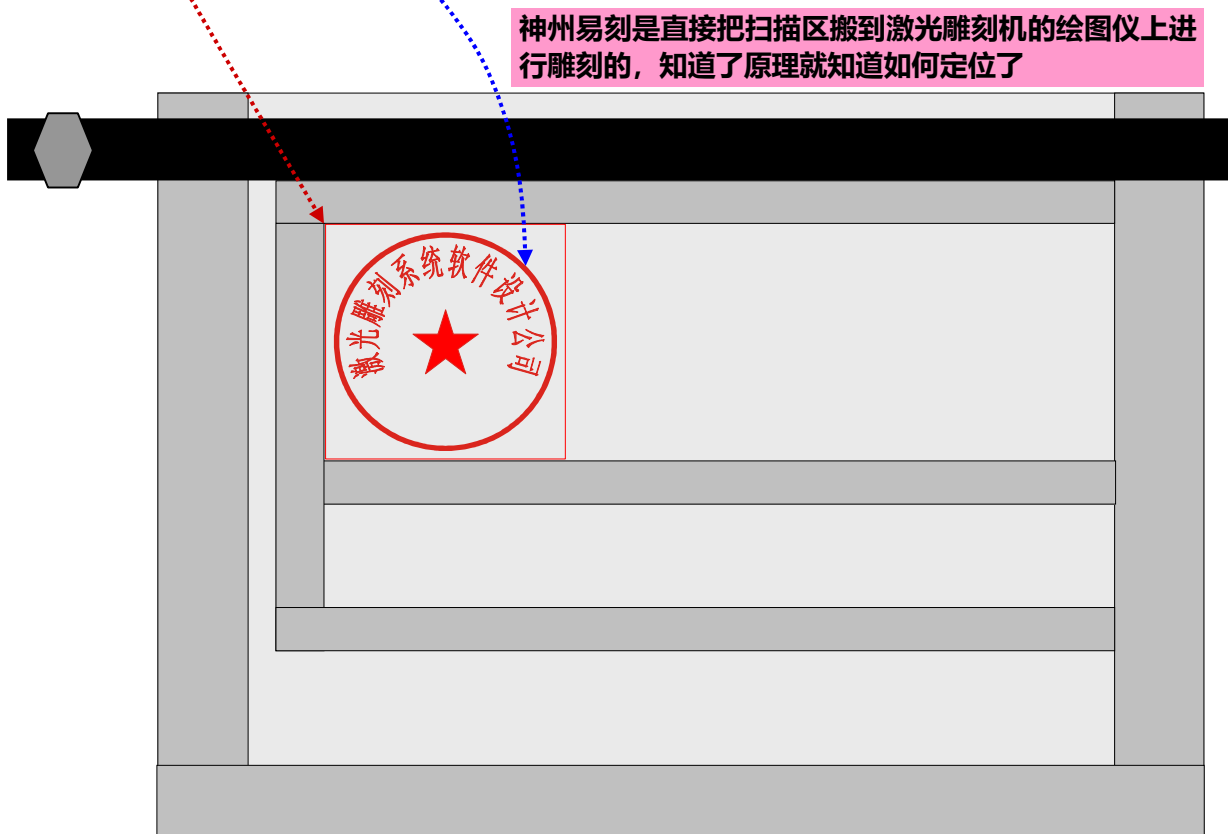 神州易刻是直接把扫描区搬到激光雕刻机的绘图仪上进
行雕刻的，知道了原理就知道如何定位了
激光雕刻系统软件设计公司